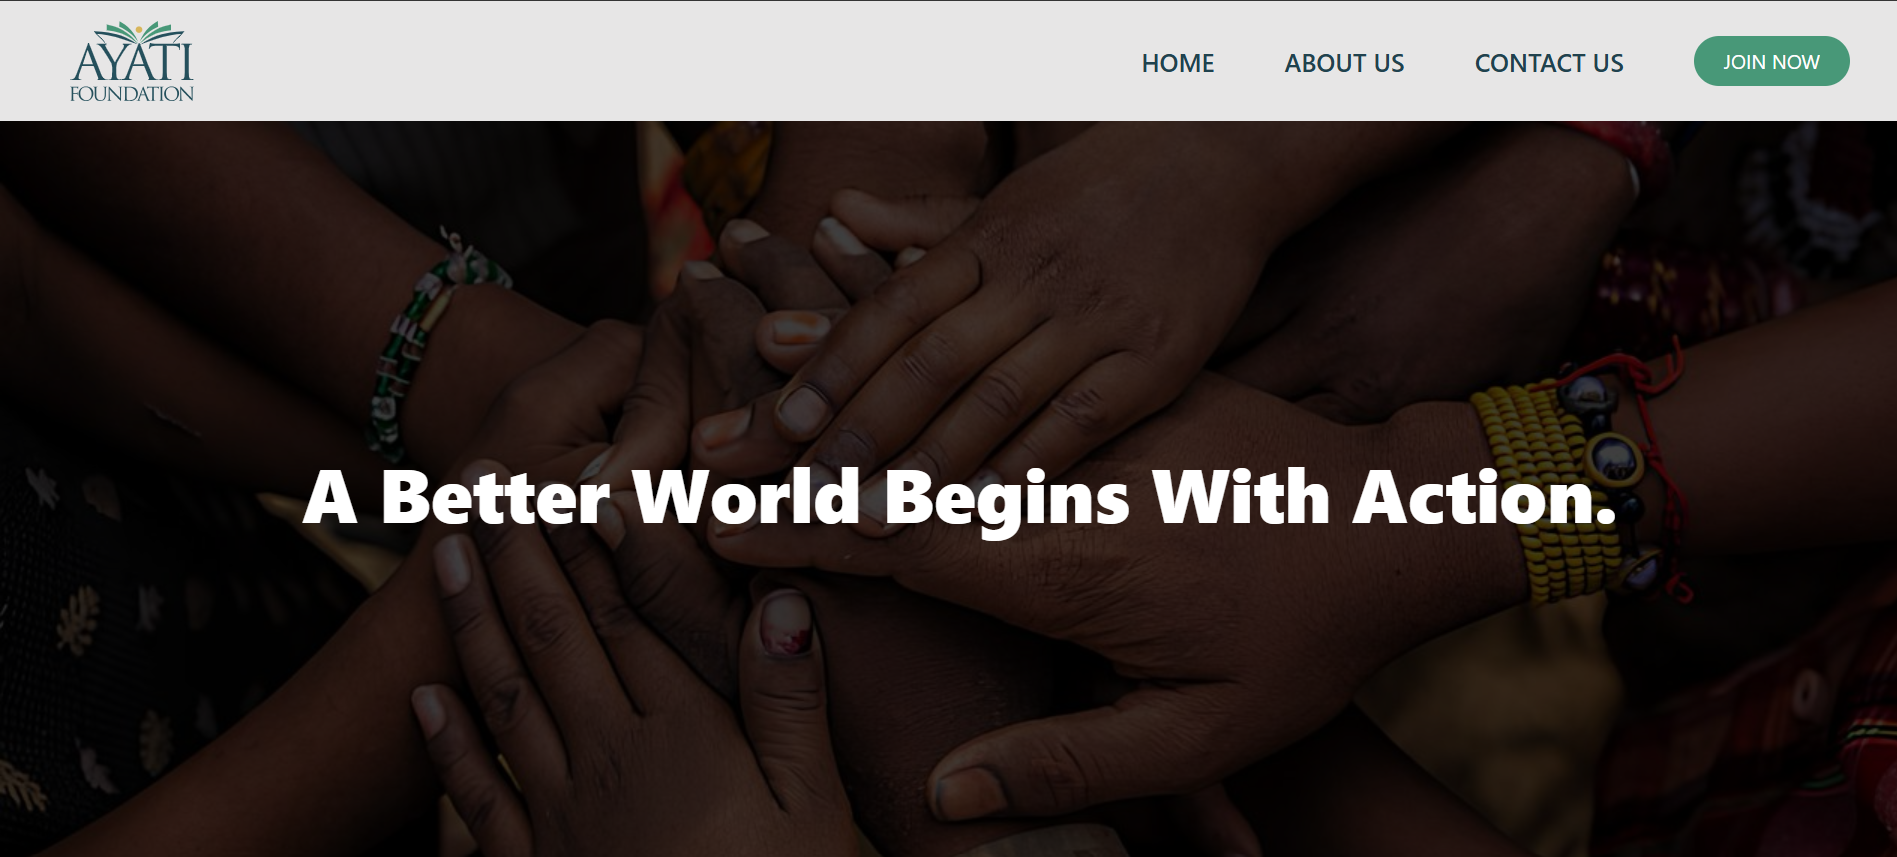 AYATI
FOUNDATION
HOME
ABOUT US
CONTACT US
JOIN NOW
A Better World Begins With Action.